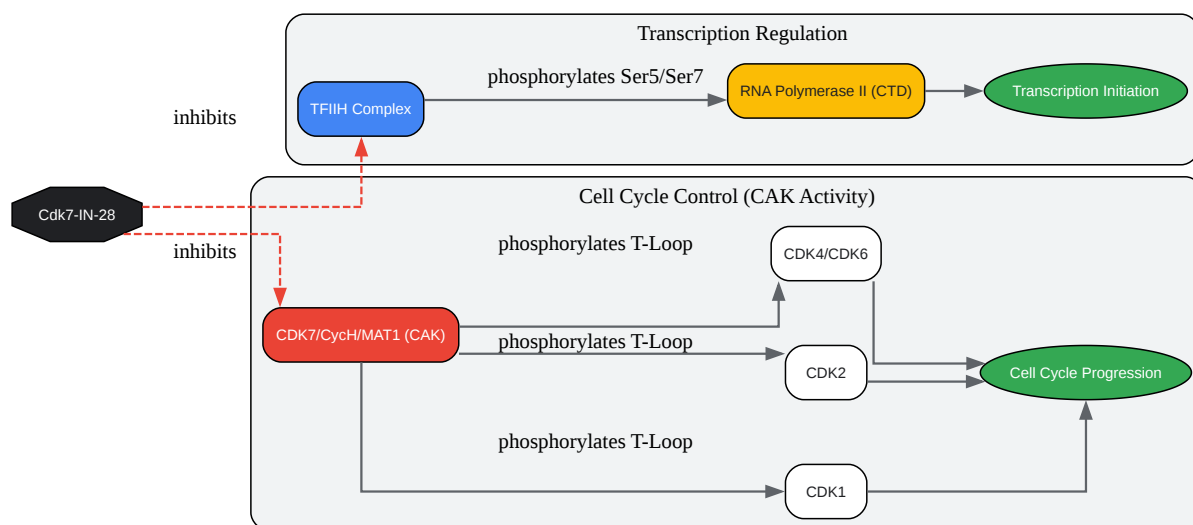 Transcription Regulation
phosphorylates Ser5/Ser7
RNA Polymerase II (CTD)
Transcription Initiation
TFIIH Complex
inhibits
Cell Cycle Control (CAK Activity)
Cdk7-IN-28
inhibits
phosphorylates T-Loop
CDK4/CDK6
CDK7/CycH/MAT1 (CAK)
phosphorylates T-Loop
CDK2
Cell Cycle Progression
phosphorylates T-Loop
CDK1